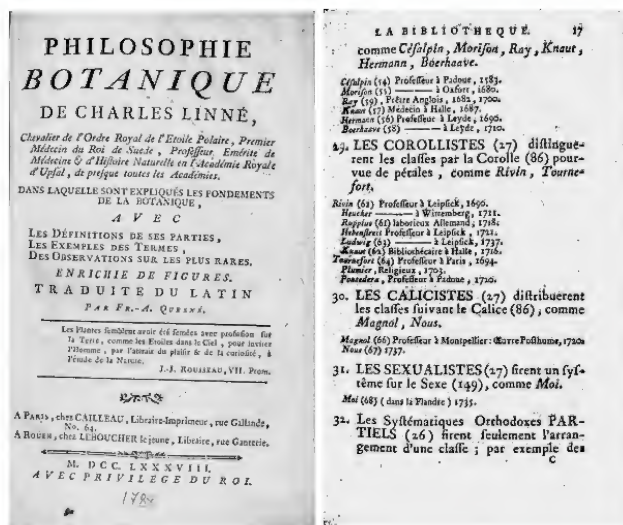 PHILOSOPHIE
BOTANIQUE
DE CHARLES LINNÉ,
Chevalier de l'Ordre Royal de l'Etoile Polaire, Premier
Médecin du Roi de Suede, Professeur Emérite de
Médecine & d'Histoire Naturelle en l'Académie Royale
d'Upsal, de presque toutes les Académies.
DANS LAQUELLE SONT EXPLIQUÉS LES FONDEMENTS
DE LA BOTANIQUE,
AVEC
LES DÉFINITIONS DE SES PARTIES,
LES EXEMPLES DES TERMES,
DES OBSERVATIONS SUR LES PLUS RARES.
ENRICHIE DE FIGURES.
TRADUITE DU LATIN
PAR FR.-A. QUESNÉ.
Les Plantes semblent avoir été semées avec profusion sur
la Terre, comme les Etoiles dans le Ciel, pour inviter
l'Homme, par l'attrait du plaisir & de la curiosité, à
l'étude de la Nature.
J.-J. ROUSSEAU, VII. Prom.
A PARIS, chez CAILLEAU, Libraire-Imprimeur, rue Gallande,
No. 64.
A ROUEN, chez LEBOUCHER le jeune, Libraire, rue Ganterie.
M. DCC. LXXXVIII.
AVEC PRIVILEGE DU ROI.
LA BIBLIOTHEQUE. 17
comme Césalpin, Morison, Ray, Knaut,
Hermann, Boerhaave.
Césalpin (54) Professeur à Padoue, 1583.
Morison (55) ——— à Oxfort, 1680.
Ray (59), Prêtre Anglois, 1682, 1700.
Knaut (57) Médecin à Halle, 1687.
Hermann (56) Professeur à Leyde, 1690.
Boerhaave (58) ——— à Leyde, 1710.
29. LES COROLLISTES (27) distingue-
rent les classes par la Corolle (86) pour-
vue de pétales, comme Rivin, Tourne-
fort.
Rivin (61) Professeur à Leipsick, 1690.
Heucher ——— à Wittemberg, 1711.
Ruppius (61) laborieux Allemand, 1718.
Hebenstreit Professeur à Leipsick, 1721.
Ludwig (63) ——— à Leipsick, 1737.
Knaut (62) Bibliothécaire à Halle, 1716.
Tournefort (64) Professeur à Paris, 1694.
Plumier, Religieux, 1703.
Pontedera, Professeur à Padoue, 1720.
30. LES CALICISTES (27) distribuerent
les classes suivant le Calice (86), comme
Magnol, Nous.
Magnol (66) Professeur à Montpellier: Œuvre Posthume, 1720.
Nous (67) 1737.
31. LES SEXUALISTES (27) firent un sys-
tême sur le Sexe (149), comme Moi.
Moi (68) (dans la Flandre) 1735.
32. Les Systématiques Orthodoxes PAR-
TIELS (26) firent seulement l'arran-
gement d'une classe; par exemple des
C